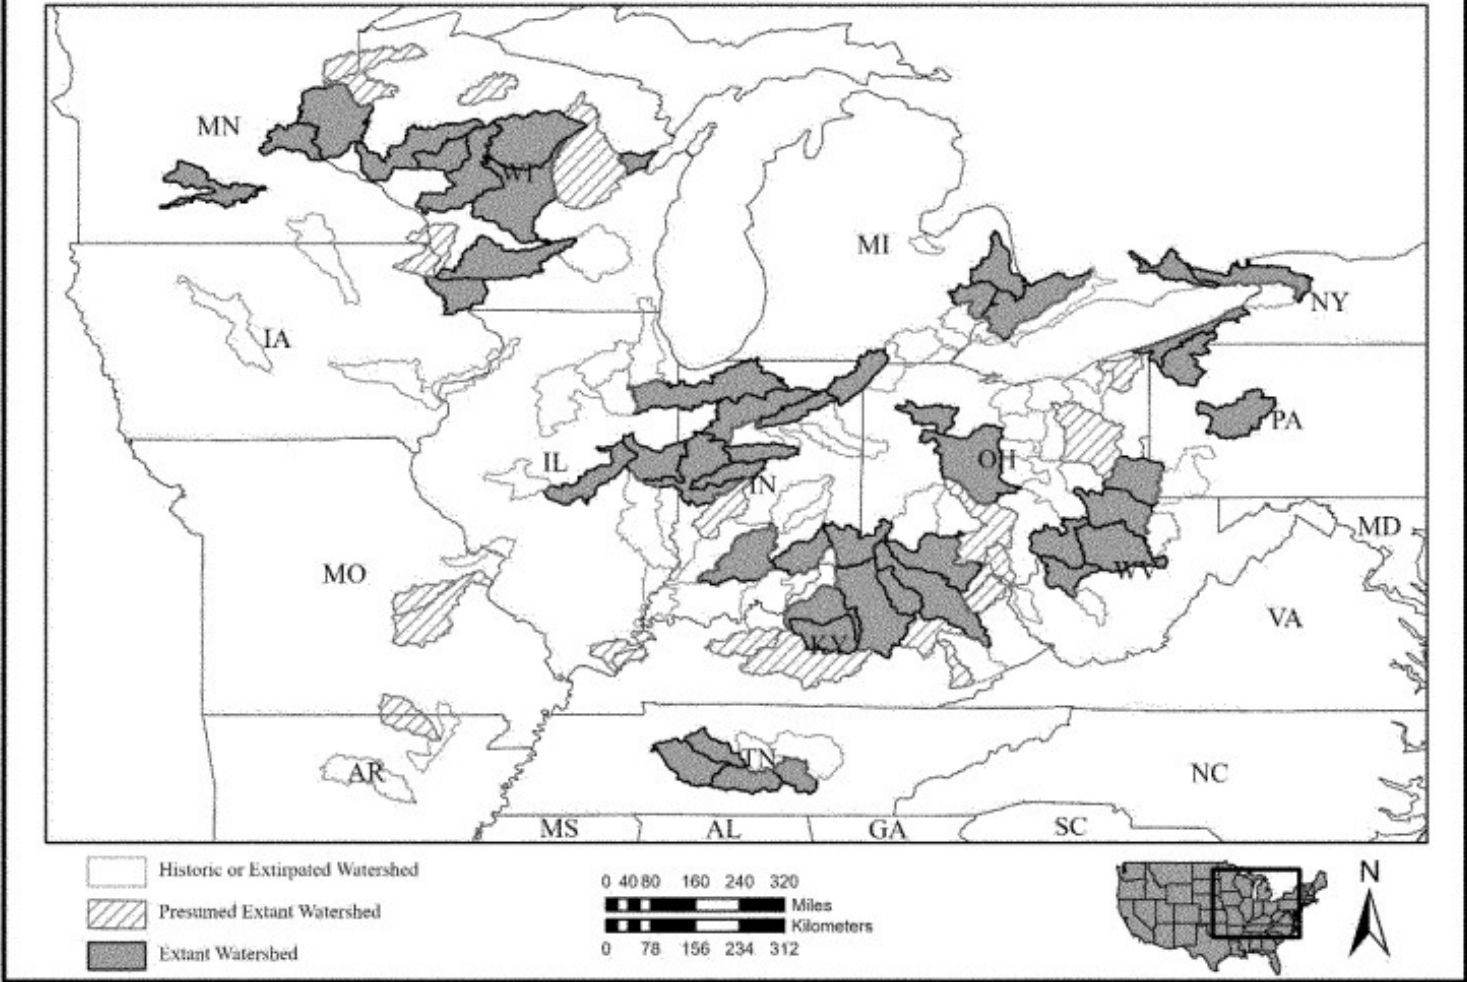 MN
WI
MI
NY
IA
PA
IL
OH
IN
MD
MO
WV
VA
KY
TN
AR
NC
MS
AL
GA
SC
Historic or Extirpated Watershed
Presumed Extant Watershed
Extant Watershed
0 40 80 160 240 320
Miles
Kilometers
0 78 156 234 312
N